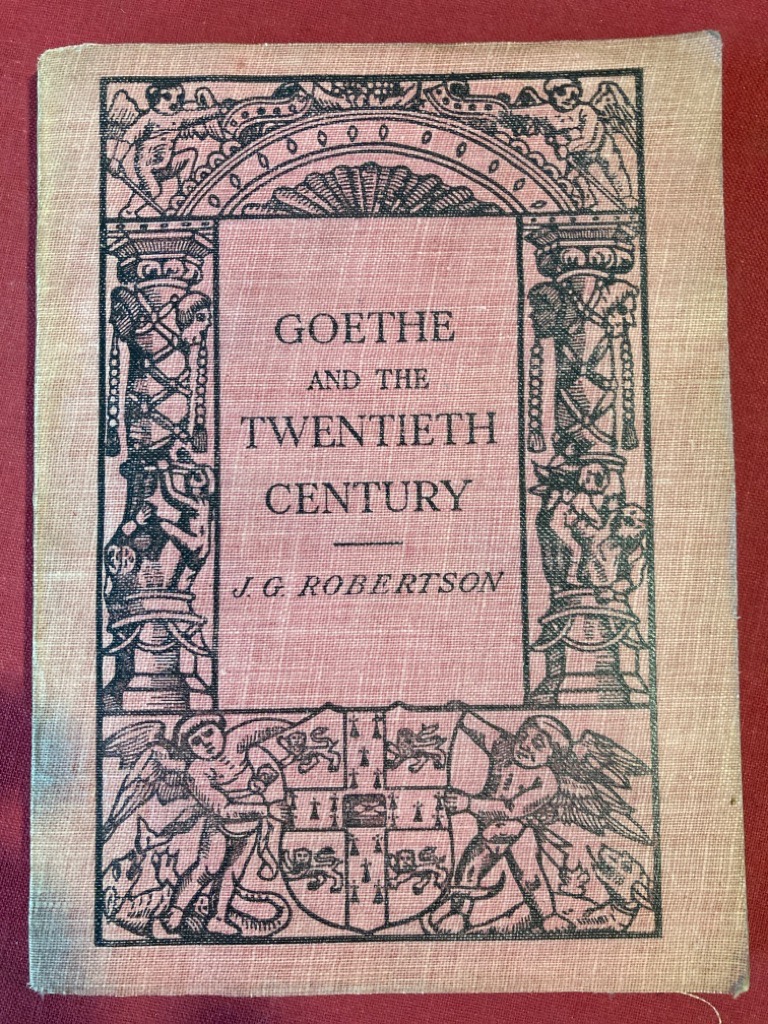 GOETHE
AND THE
TWENTIETH
CENTURY
J. G. ROBERTSON